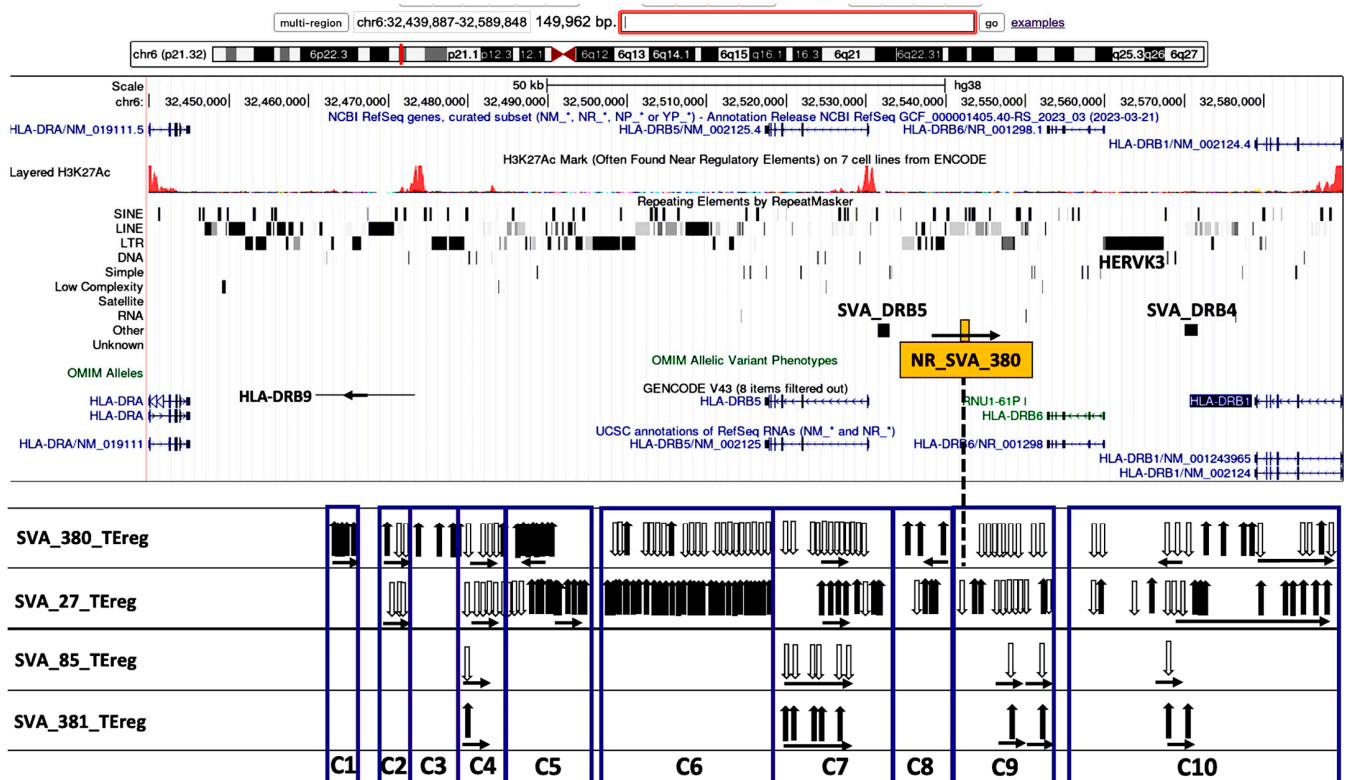 multi-region chr6:32,439,887-32,589,848 149,962 bp. go examples
chr6 (p21.32) 6p22.3 p21.1 p12.3 12.1 6q12 6q13 6q14.1 6q15 q16.1 16.3 6q21 6q22.31 q25.3 q26 6q27
Scale 50 kb hg38
chr6: 32,450,000 32,460,000 32,470,000 32,480,000 32,490,000 32,500,000 32,510,000 32,520,000 32,530,000 32,540,000 32,550,000 32,560,000 32,570,000 32,580,000
NCBI RefSeq genes, curated subset (NM_*, NR_*, NP_* or YP_*) - Annotation Release NCBI RefSeq GCF_000001405.40-RS_2023_03 (2023-03-21)
HLA-DRA/NM_019111.5 HLA-DRB5/NM_002125.4 HLA-DRB6/NR_001298.1
HLA-DRB1/NM_002124.4
H3K27Ac Mark (Often Found Near Regulatory Elements) on 7 cell lines from ENCODE
Layered H3K27Ac
Repeating Elements by RepeatMasker
SINE
LINE
LTR
DNA
HERVK3
Simple
Low Complexity
Satellite
RNA
SVA_DRB5 SVA_DRB4
Other
Unknown
NR_SVA_380
OMIM Allelic Variant Phenotypes
OMIM Alleles
GENCODE V43 (8 items filtered out)
HLA-DRB9
HLA-DRA HLA-DRB5 RNU1-61P HLA-DRB1
HLA-DRA HLA-DRB6
UCSC annotations of RefSeq RNAs (NM_* and NR_*)
HLA-DRA/NM_019111 HLA-DRB5/NM_002125 HLA-DRB6/NR_001298
HLA-DRB1/NM_001243965
HLA-DRB1/NM_002124
SVA_380_TEreg
SVA_27_TEreg
SVA_85_TEreg
SVA_381_TEreg
C1 C2 C3 C4 C5 C6 C7 C8 C9 C10